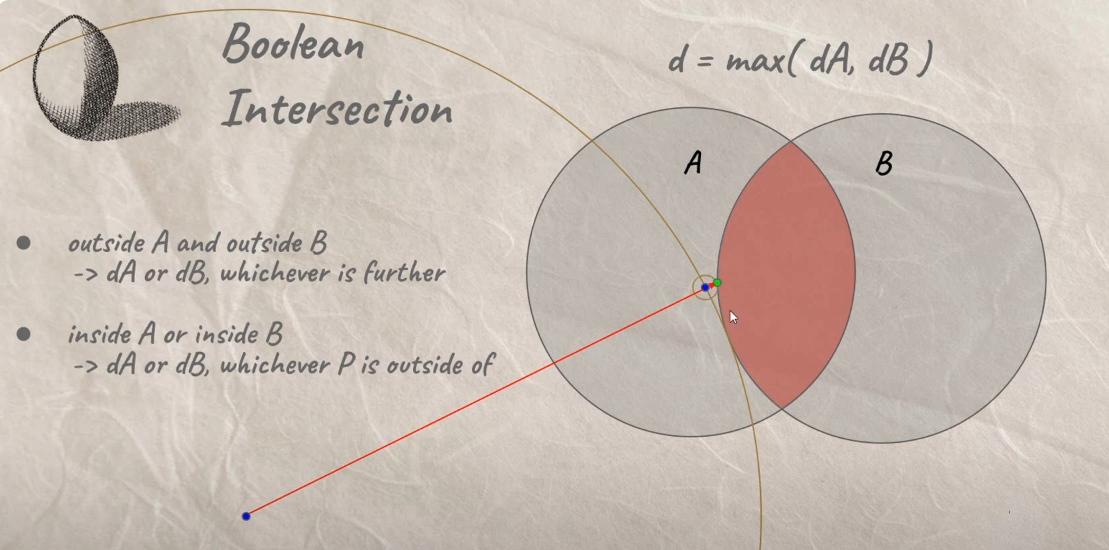 Boolean
Intersection
d = max( dA, dB )
A
B
outside A and outside B
-> dA or dB, whichever is further
inside A or inside B
-> dA or dB, whichever P is outside of